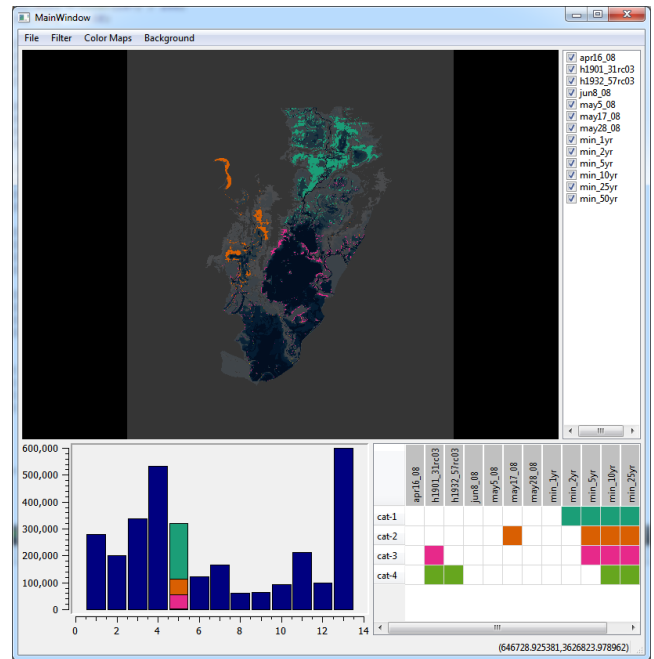 MainWindow
File Filter Color Maps Background
apr16_08
h1901_31rc03
h1932_57rc03
jun8_08
may5_08
may17_08
may28_08
min_1yr
min_2yr
min_5yr
min_10yr
min_25yr
min_50yr
600,000
500,000
400,000
300,000
200,000
100,000
0
0 2 4 6 8 10 12 14
apr16_08 h1901_31rc03 h1932_57rc03 jun8_08 may5_08 may17_08 may28_08 min_1yr min_2yr min_5yr min_10yr min_25yr
cat-1
cat-2
cat-3
cat-4
(646728.925381,3626823.978962)